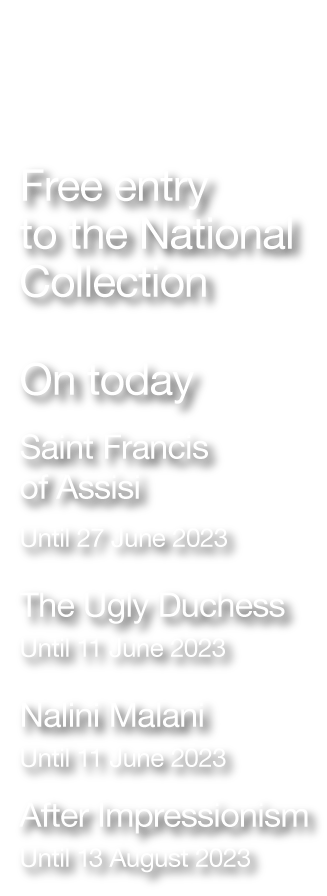 Free entry
to the National
Collection
On today
Saint Francis
of Assisi
Until 27 June 2023
The Ugly Duchess
Until 11 June 2023
Nalini Malani
Until 11 June 2023
After Impressionism
Until 13 August 2023